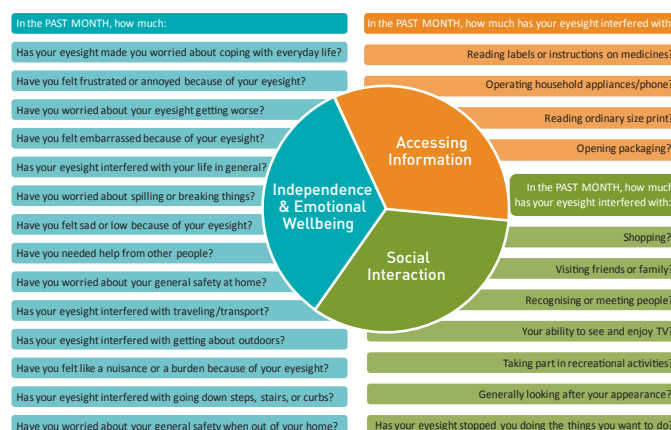 In the PAST MONTH, how much:
Has your eyesight made you worried about coping with everyday life?
Have you felt frustrated or annoyed because of your eyesight?
Have you worried about your eyesight getting worse?
Have you felt embarrassed because of your eyesight?
Has your eyesight interfered with your life in general?
Have you worried about spilling or breaking things?
Have you felt sad or low because of your eyesight?
Have you needed help from other people?
Have you worried about your general safety at home?
Has your eyesight interfered with traveling/transport?
Has your eyesight interfered with getting about outdoors?
Have you felt like a nuisance or a burden because of your eyesight?
Has your eyesight interfered with going down steps, stairs, or curbs?
Have you worried about your general safety when out of your home?
Independence
& Emotional
Wellbeing
Accessing
Information
Social
Interaction
In the PAST MONTH, how much has your eyesight interfered with
Reading labels or instructions on medicines?
Operating household appliances/phone?
Reading ordinary size print?
Opening packaging?
In the PAST MONTH, how much
has your eyesight interfered with:
Shopping?
Visiting friends or family?
Recognising or meeting people?
Your ability to see and enjoy TV?
Taking part in recreational activities?
Generally looking after your appearance?
Has your eyesight stopped you doing the things you want to do